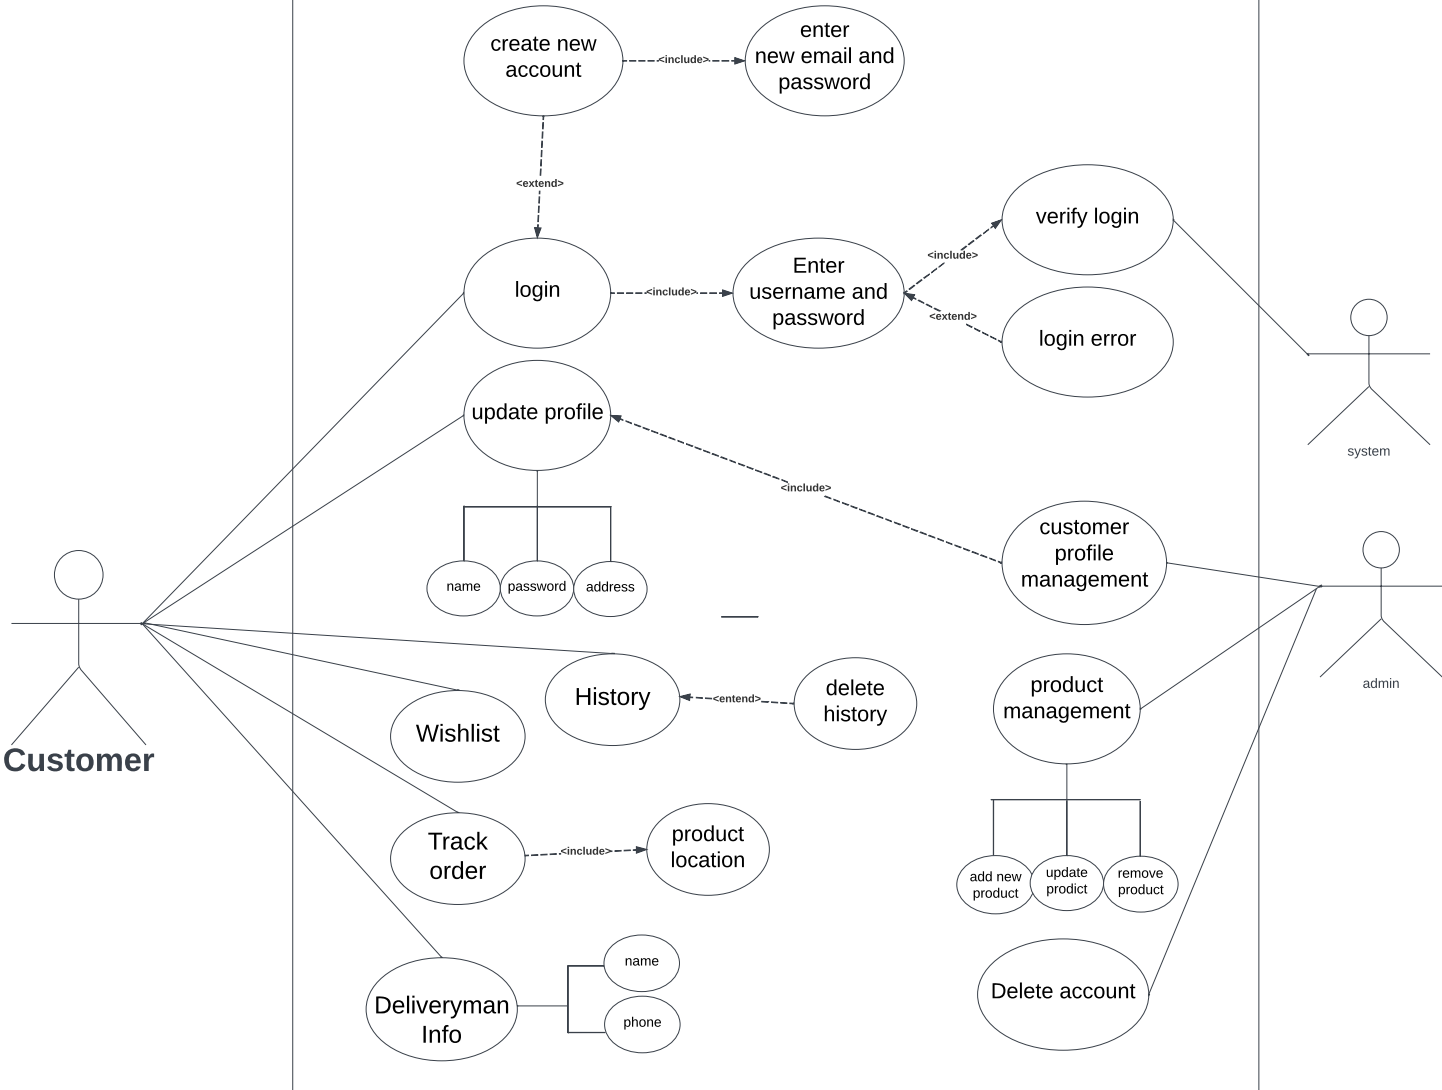 create new
account
<include>
enter
new email and
password
<extend>
verify login
login
<include>
Enter
username and
password
<include>
<extend>
login error
system
update profile
<include>
name
password
address
customer
profile
management
admin
Customer
History
<entend>
delete
history
Wishlist
product
management
Track
order
<include>
product
location
add new
product
update
prodict
remove
product
Deliveryman
Info
name
phone
Delete account